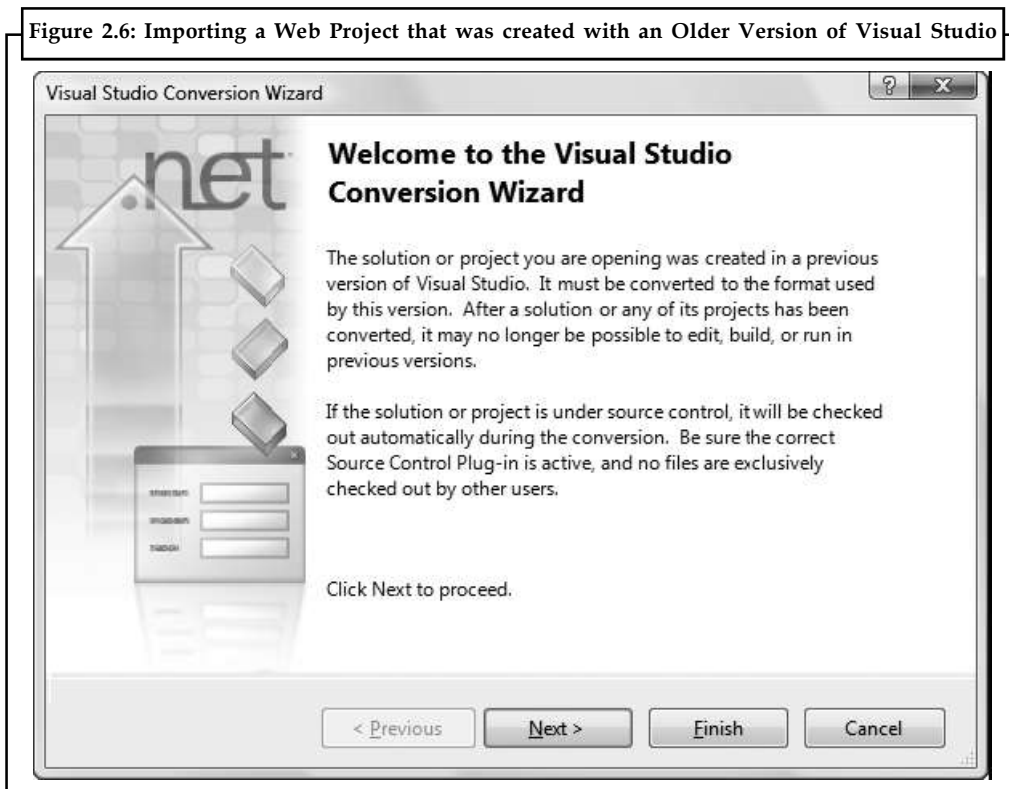 Figure 2.6: Importing a Web Project that was created with an Older Version of Visual Studio
Visual Studio Conversion Wizard
?
X
.net
Welcome to the Visual Studio
Conversion Wizard
The solution or project you are opening was created in a previous
version of Visual Studio. It must be converted to the format used
by this version. After a solution or any of its projects has been
converted, it may no longer be possible to edit, build, or run in
previous versions.
If the solution or project is under source control, it will be checked
out automatically during the conversion. Be sure the correct
Source Control Plug-in is active, and no files are exclusively
checked out by other users.
Click Next to proceed.
< Previous
Next >
Finish
Cancel